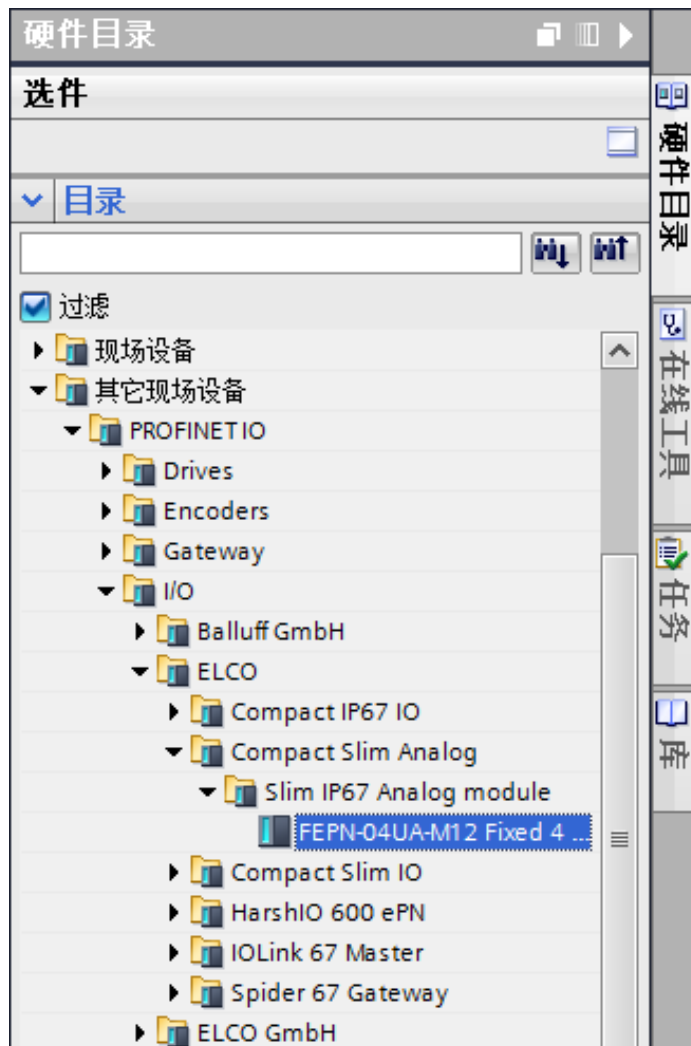 硬件目录
选件
目录
过滤
现场设备
其它现场设备
PROFINET IO
Drives
Encoders
Gateway
I/O
Balluff GmbH
ELCO
Compact IP67 IO
Compact Slim Analog
Slim IP67 Analog module
FEPN-04UA-M12 Fixed 4 ...
Compact Slim IO
HarshIO 600 ePN
IOLink 67 Master
Spider 67 Gateway
ELCO GmbH
硬件目录
在线工具
任务
库